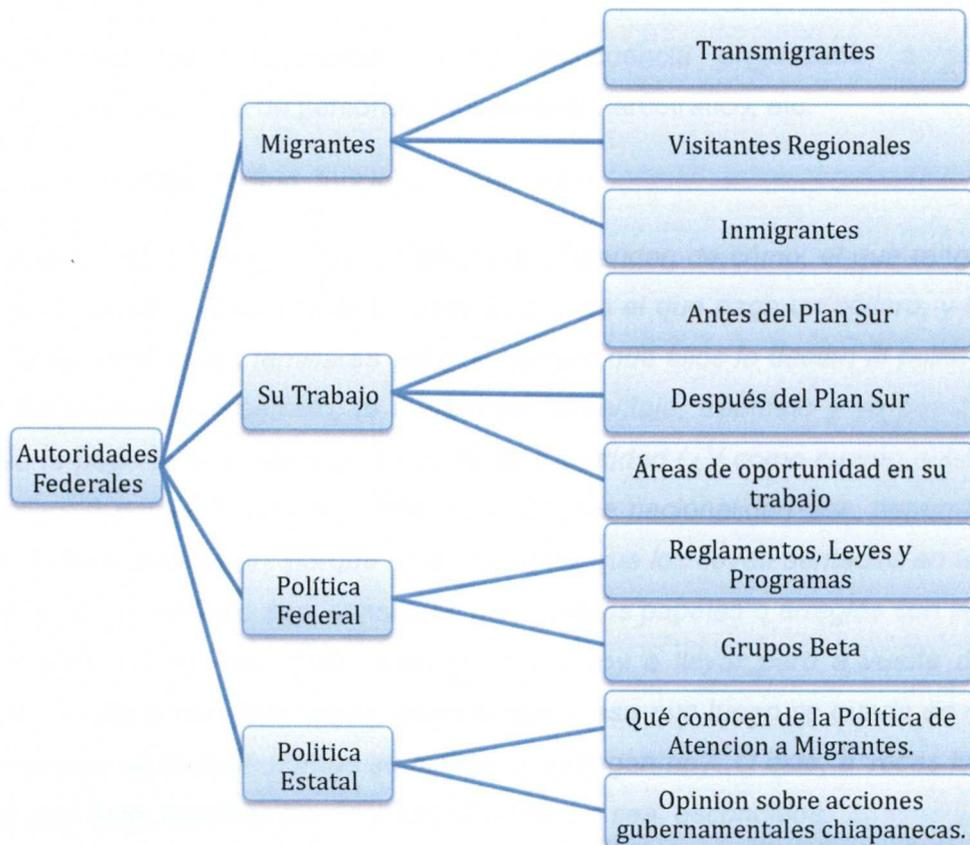 Autoridades
Federales
Migrantes
Transmigrantes
Visitantes Regionales
Inmigrantes
Su Trabajo
Antes del Plan Sur
Después del Plan Sur
Áreas de oportunidad en su
trabajo
Política
Federal
Reglamentos, Leyes y
Programas
Grupos Beta
Politica
Estatal
Qué conocen de la Política de
Atencion a Migrantes.
Opinion sobre acciones
gubernamentales chiapanecas.